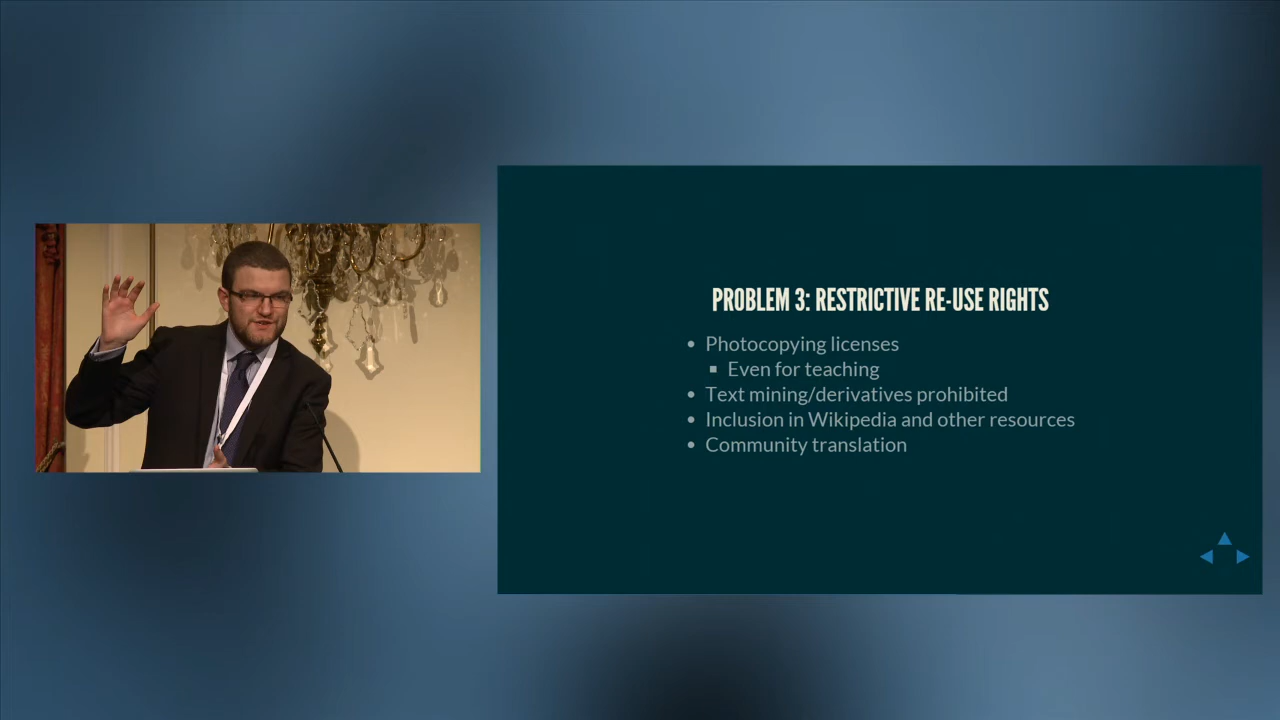 PROBLEM 3: RESTRICTIVE RE-USE RIGHTS
Photocopying licenses
Even for teaching
Text mining/derivatives prohibited
Inclusion in Wikipedia and other resources
Community translation